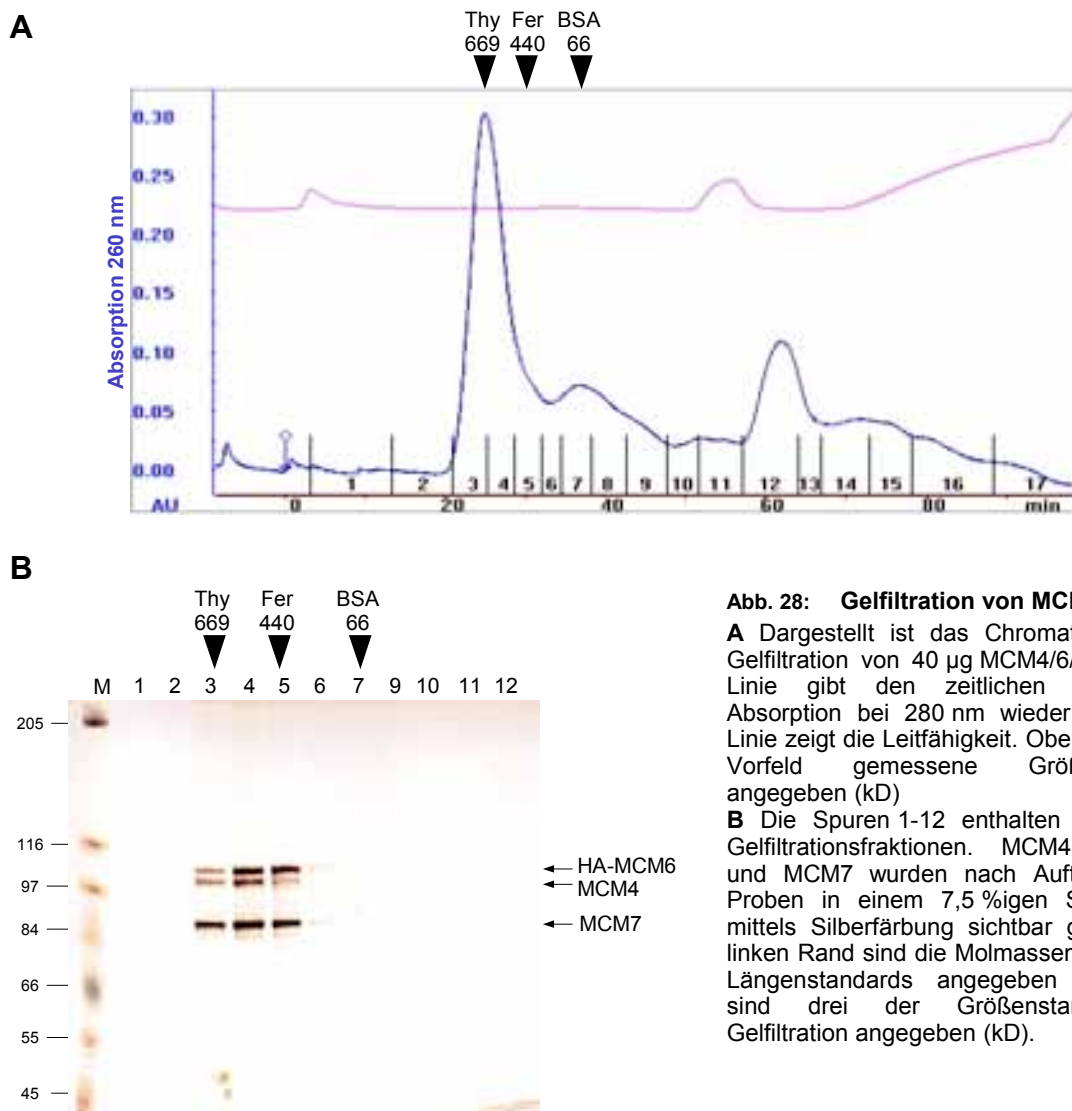 A
Thy Fer BSA
669 440 66
Absorption 260 nm
0.30
0.25
0.20
0.15
0.10
0.05
0.00
AU
1 2 3 4 5 6 7 8 9 10 11 12 13 14 15 16 17
0 20 40 60 80 min
B
Thy Fer BSA
669 440 66
M 1 2 3 4 5 6 7 9 10 11 12
205
116
97
84
66
55
45
HA-MCM6
MCM4
MCM7
Abb. 28: Gelfiltration von
A Dargestellt ist das
Gelfiltration von 40 µg MCM4/6/
Linie gibt den zeitlichen
Absorption bei 280 nm wieder
Linie zeigt die Leitfähigkeit.
Vorfeld gemessene
angegeben (kD)
B Die Spuren 1-12 enthalten
Gelfiltrationsfraktionen. MCM4
und MCM7 wurden nach
Proben in einem 7,5 %igen
mittels Silberfärbung sichtbar
linken Rand sind die Molmassen
Längenstandards angegeben
sind drei der
Gelfiltration angegeben (kD).